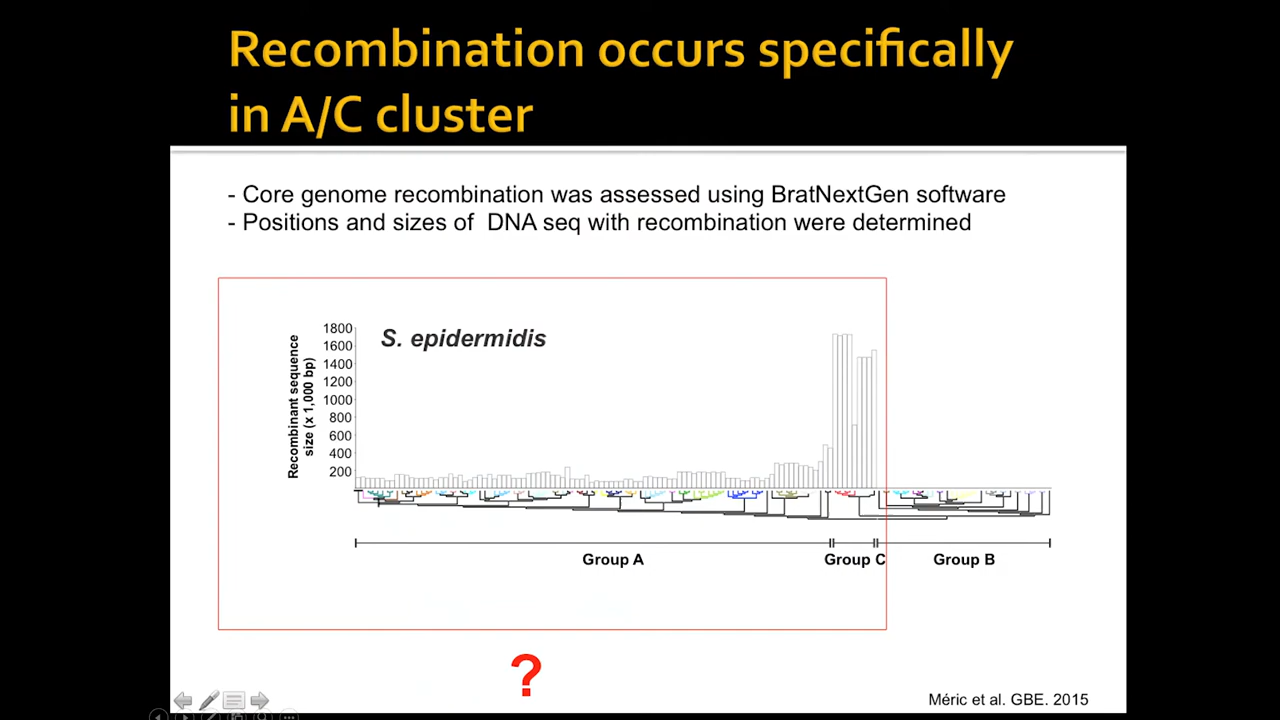 Recombination occurs specifically
in A/C cluster
- Core genome recombination was assessed using BratNextGen software
- Positions and sizes of  DNA seq with recombination were determined
S. epidermidis
Recombinant sequence
size (x 1,000 bp)
1800
1600
1400
1200
1000
800
600
400
200
Group A
Group C
Group B
?
Méric et al. GBE. 2015